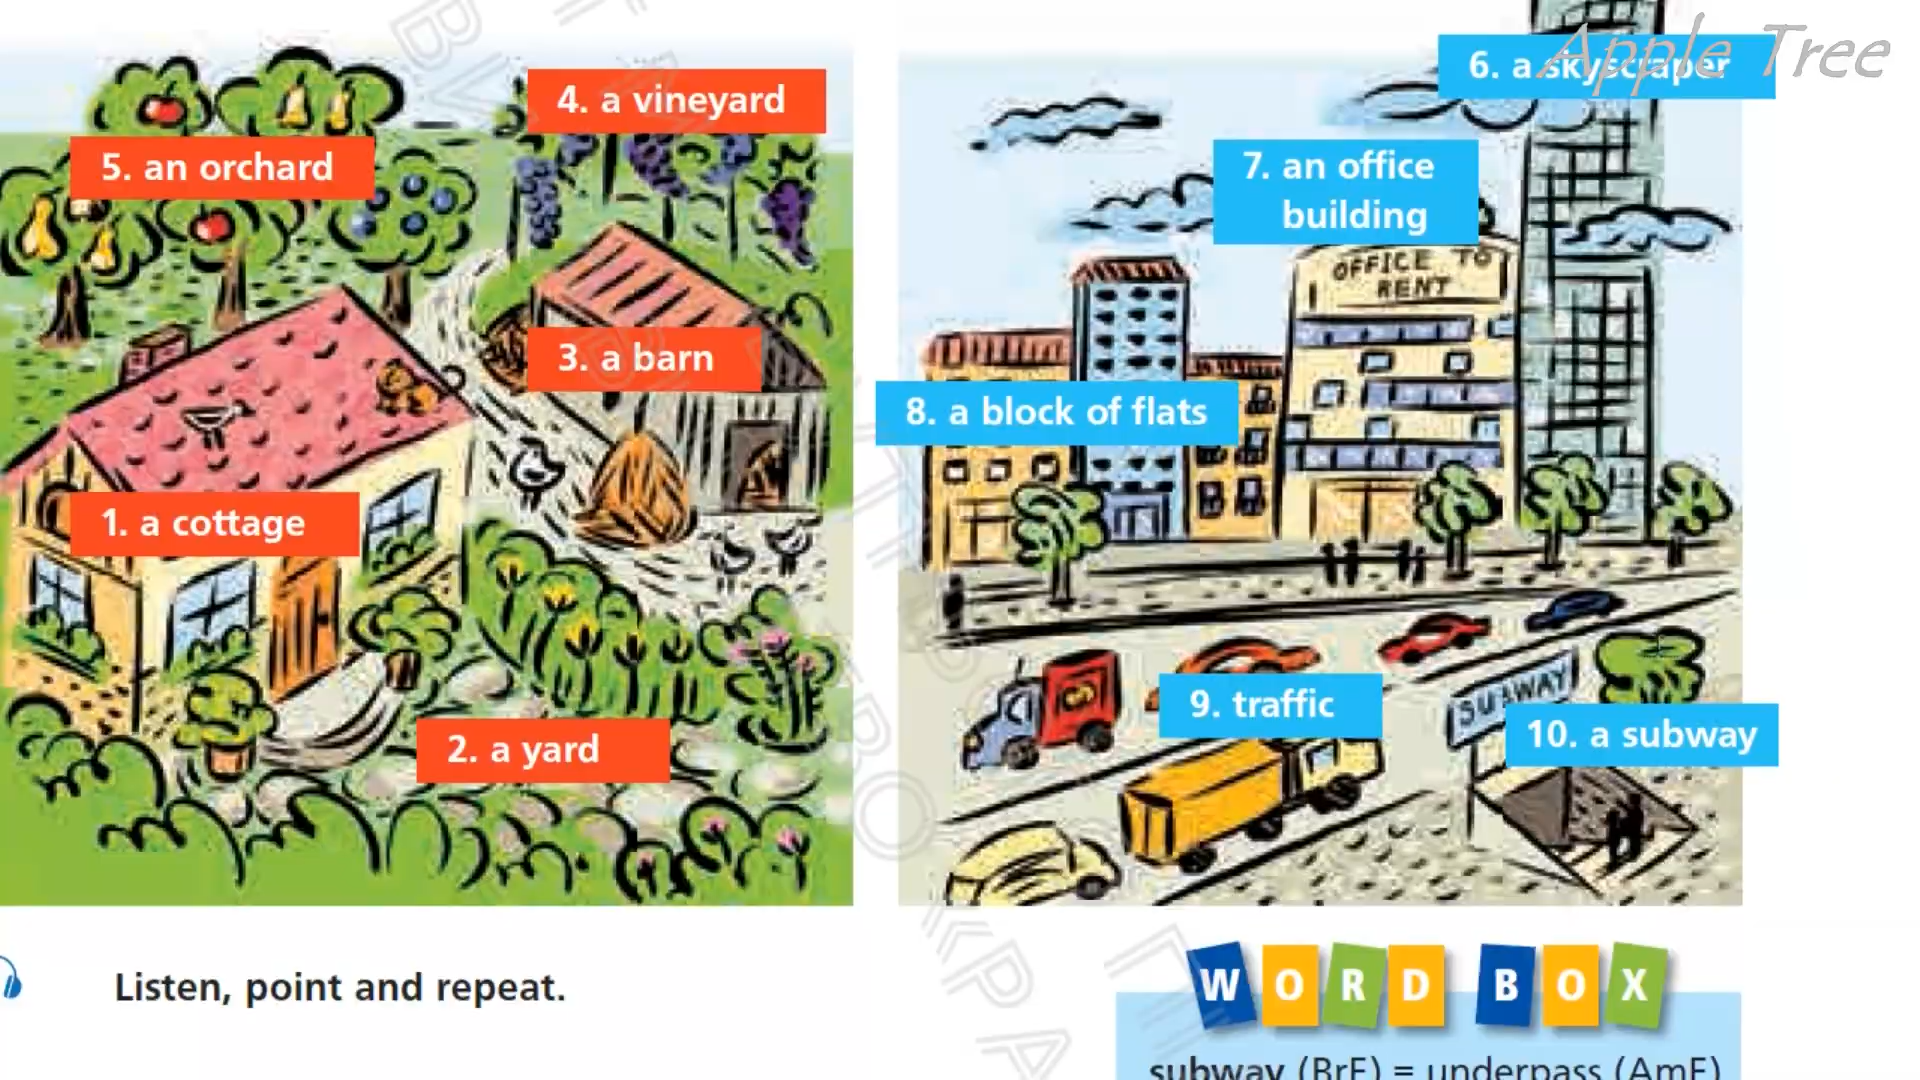 Apple Tree
6. a skyscraper
4. a vineyard
5. an orchard
7. an office
building
OFFICE TO
RENT
3. a barn
8. a block of flats
1. a cottage
SUBWAY
9. traffic
10. a subway
2. a yard
Listen, point and repeat.
WORD BOX
subway (BrE) = underpass (AmE)